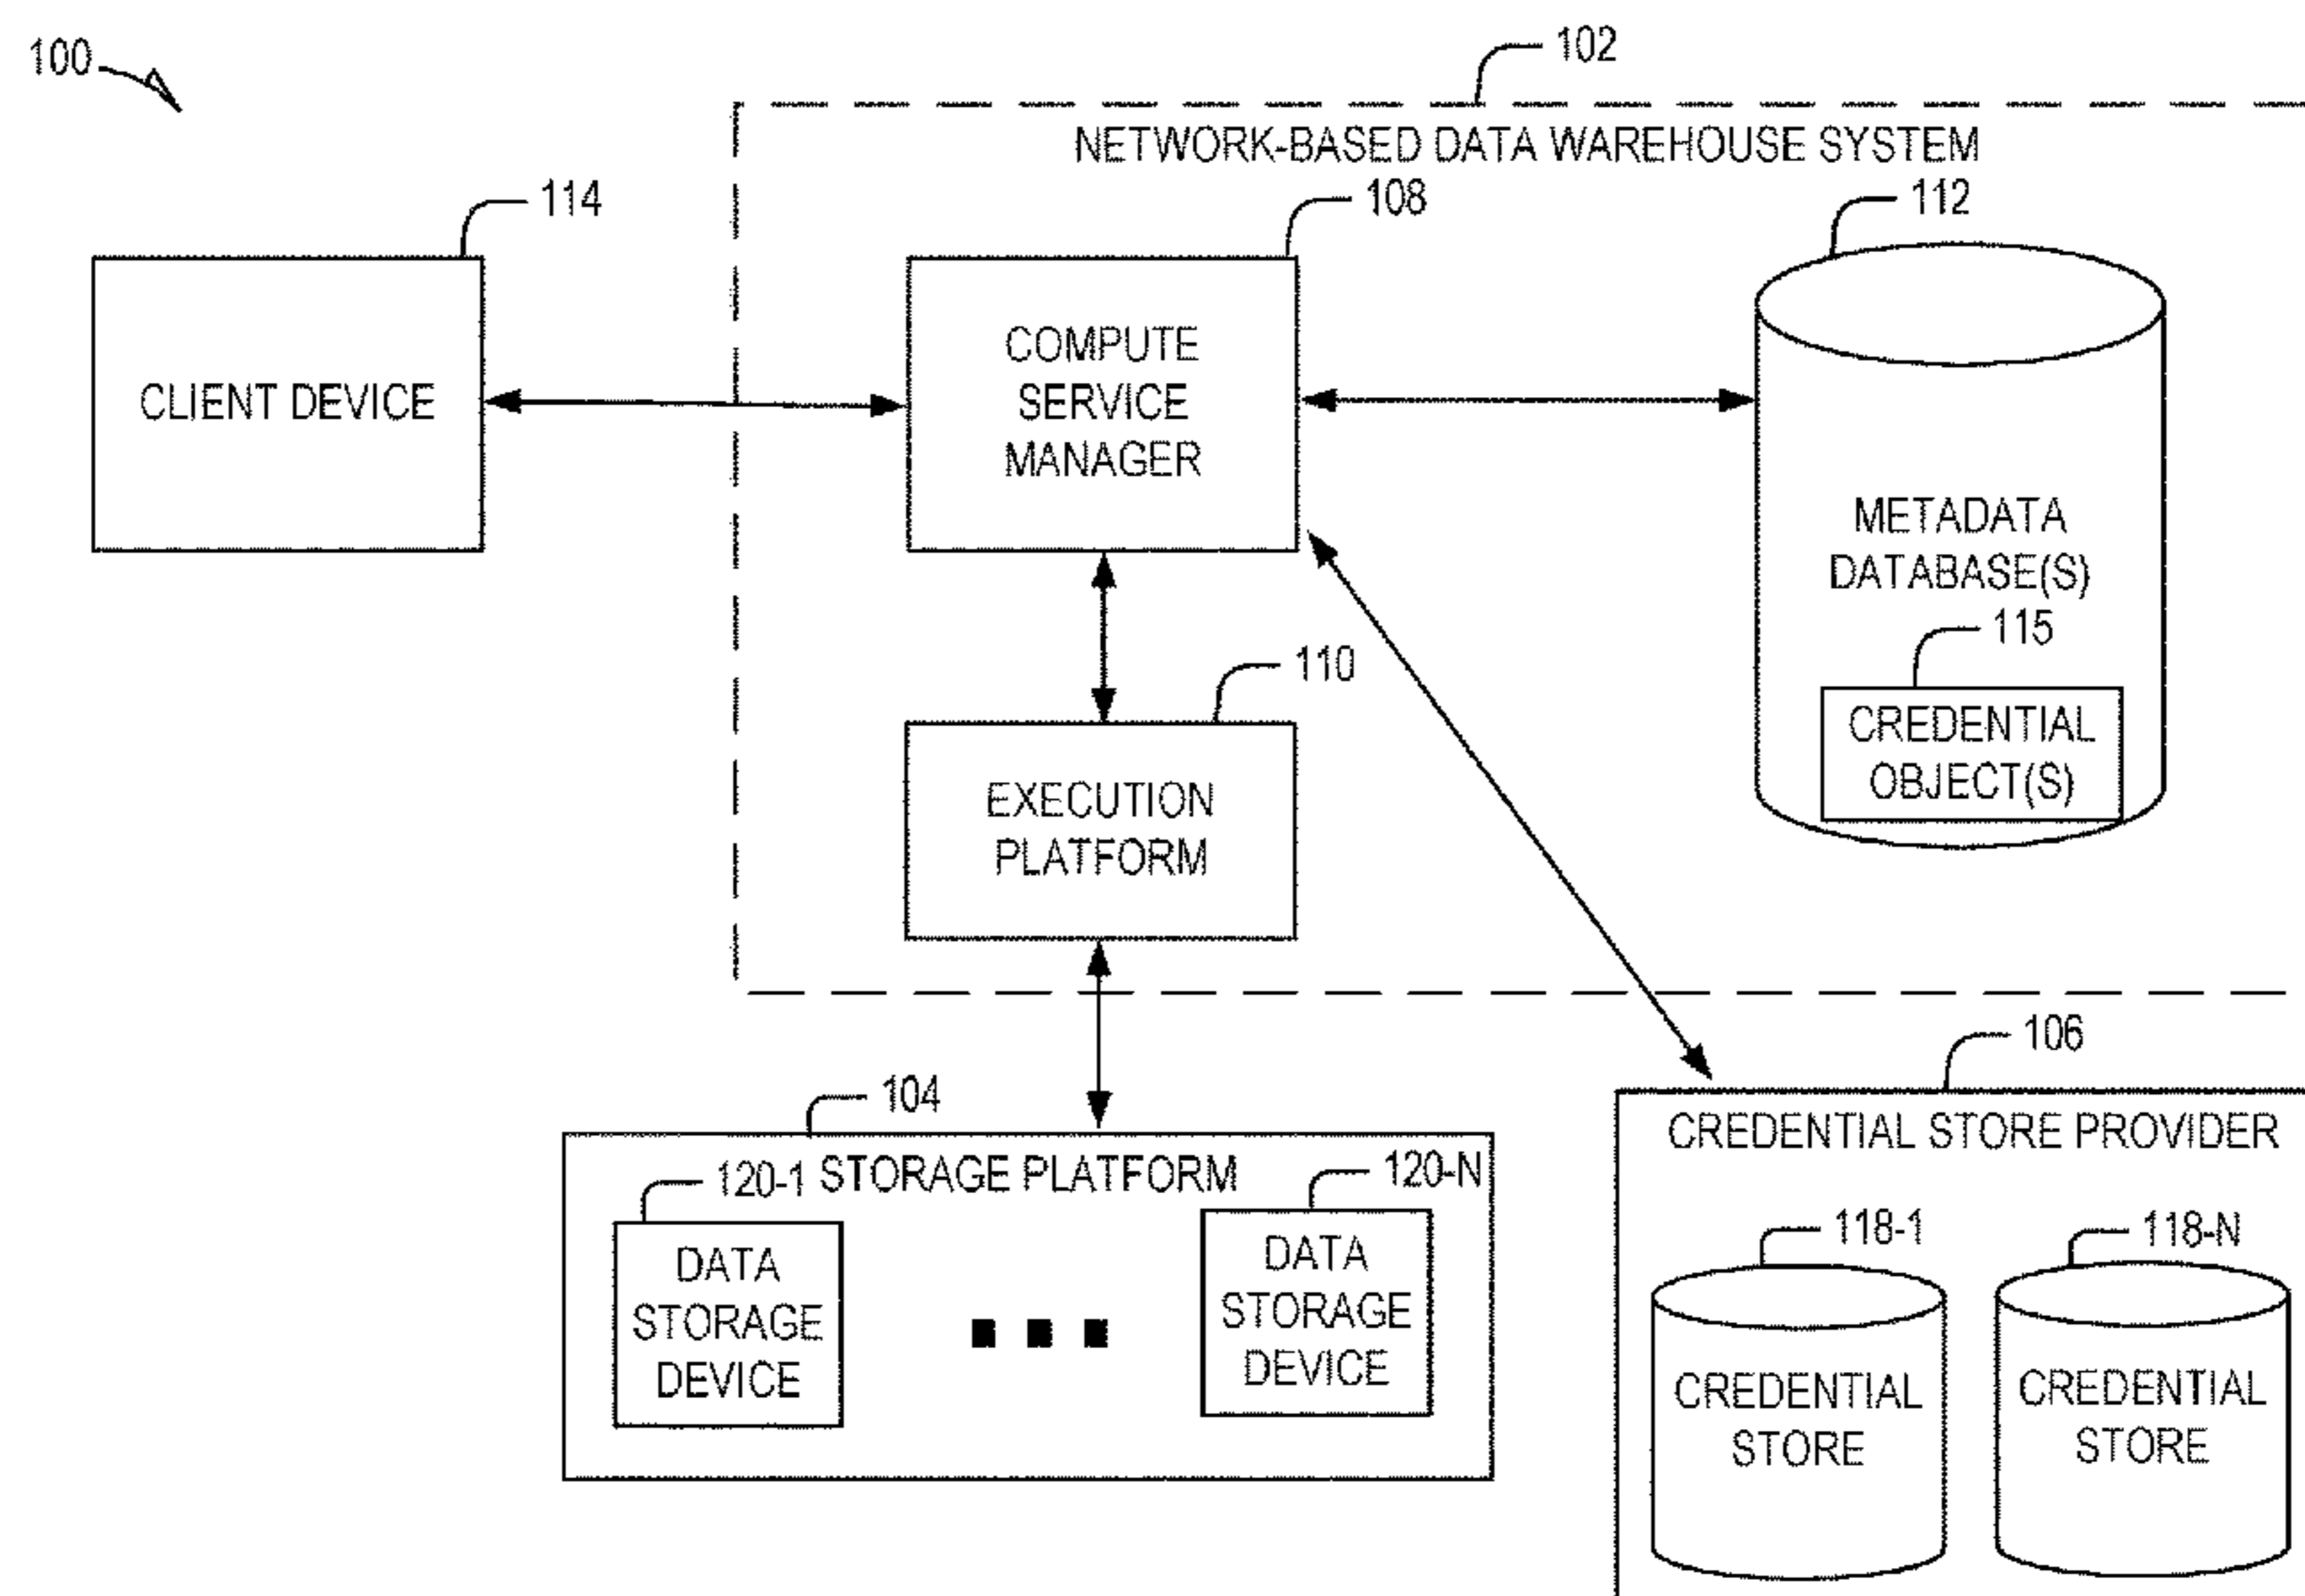 100
102
NETWORK-BASED DATA WAREHOUSE SYSTEM
114
108
112
CLIENT DEVICE
COMPUTE
SERVICE
MANAGER
METADATA
DATABASE(S)
115
CREDENTIAL
OBJECT(S)
110
EXECUTION
PLATFORM
104
STORAGE PLATFORM
120-1
120-N
DATA
STORAGE
DEVICE
DATA
STORAGE
DEVICE
106
CREDENTIAL STORE PROVIDER
118-1
118-N
CREDENTIAL
STORE
CREDENTIAL
STORE